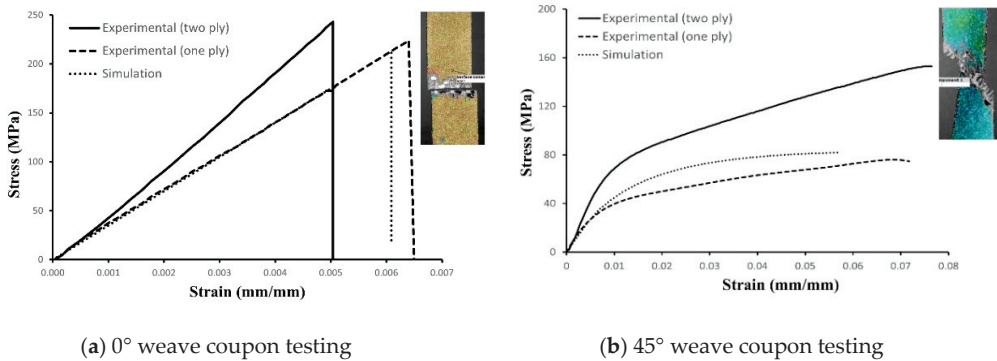 250
200
150
100
50
0
Stress (MPa)
Experimental (two ply)
Experimental (one ply)
Simulation
0.000 0.001 0.002 0.003 0.004 0.005 0.006 0.007
Strain (mm/mm)
(a) 0° weave coupon testing
200
160
120
80
40
0
Stress (MPa)
Experimental (two ply)
Experimental (one ply)
Simulation
0 0.01 0.02 0.03 0.04 0.05 0.06 0.07 0.08
Strain (mm/mm)
(b) 45° weave coupon testing